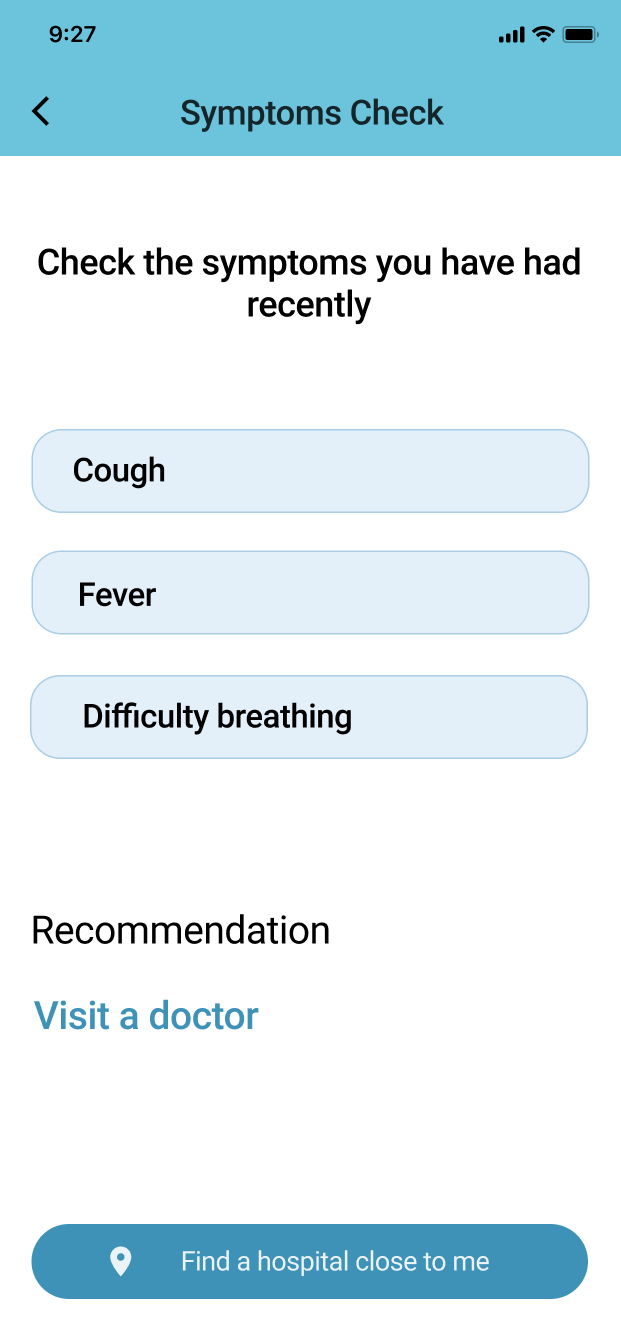 9:27
Symptoms Check
Check the symptoms you have had
recently
Cough
Fever
Difficulty breathing
Recommendation
Visit a doctor
Find a hospital close to me